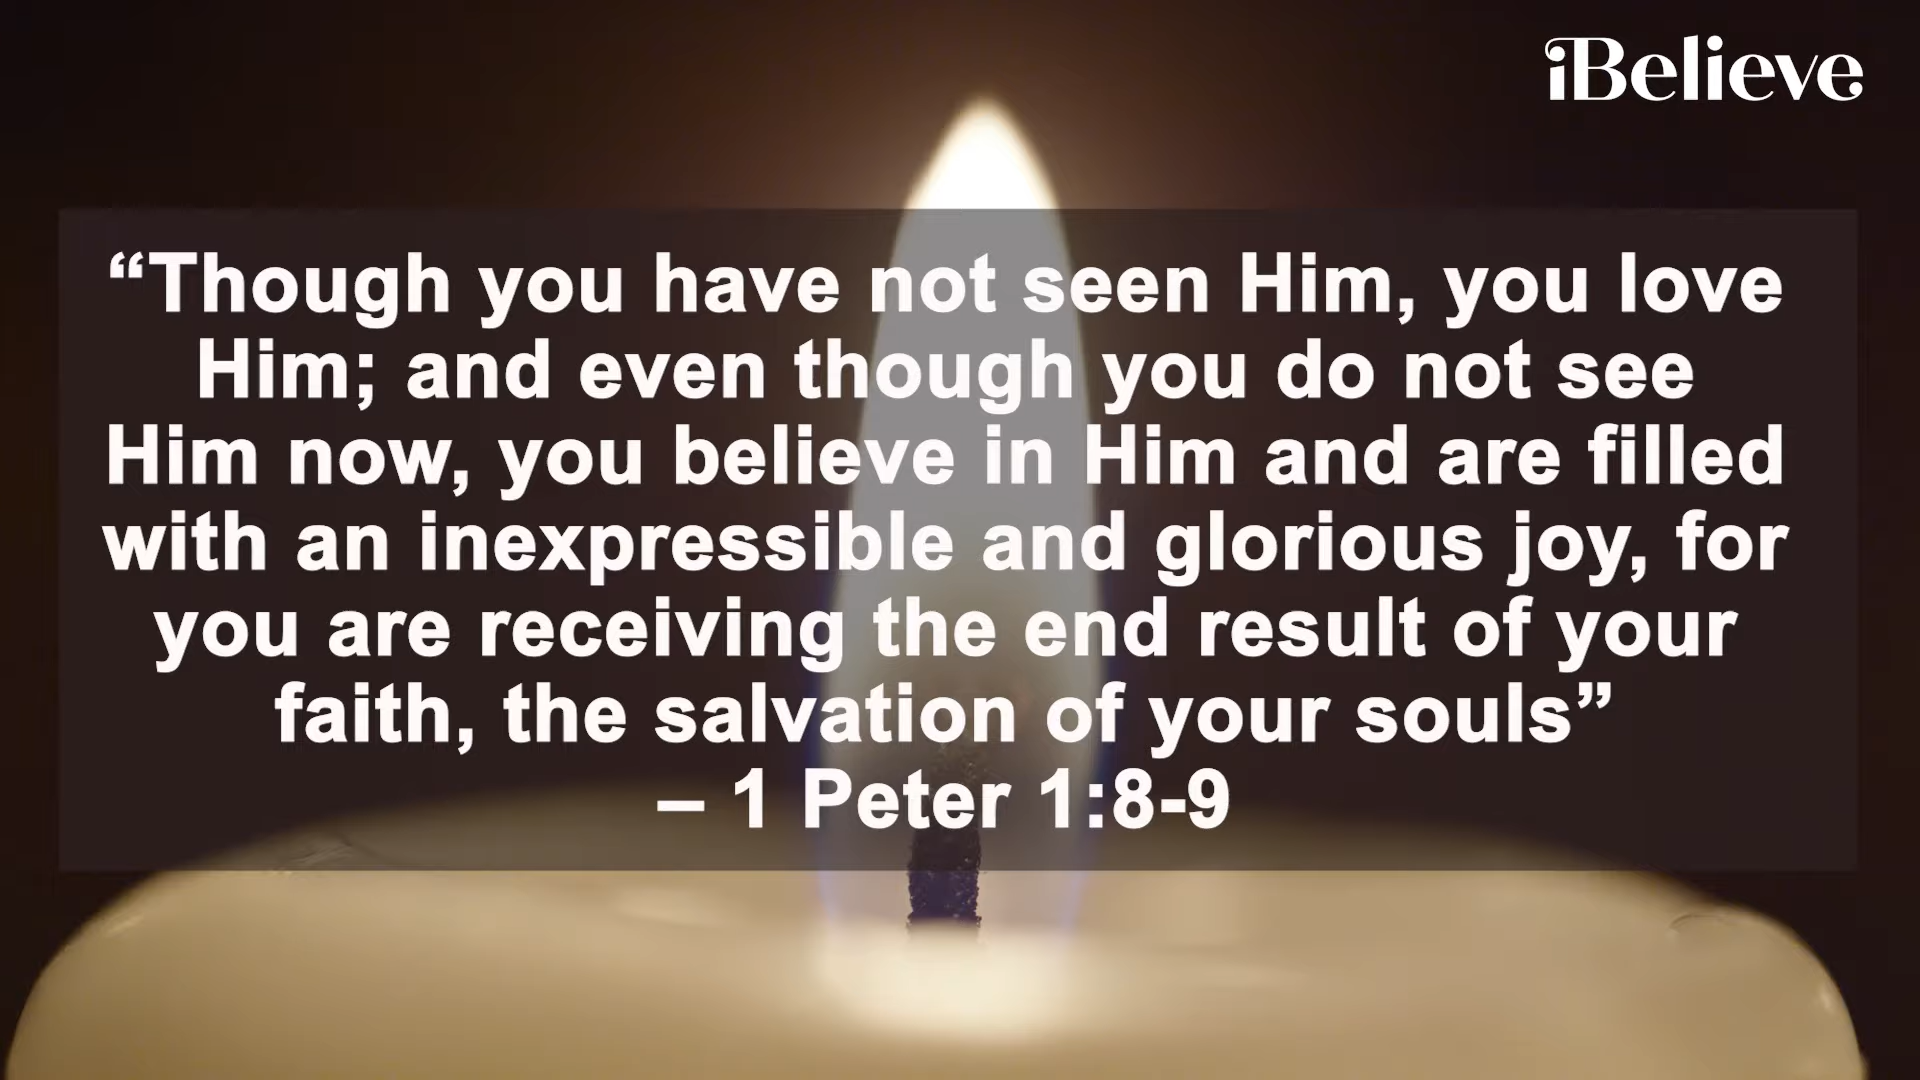 iBelieve
“Though you have not seen Him, you love
Him; and even though you do not see
Him now, you believe in Him and are filled
with an inexpressible and glorious joy, for
you are receiving the end result of your
faith, the salvation of your souls”
– 1 Peter 1:8-9